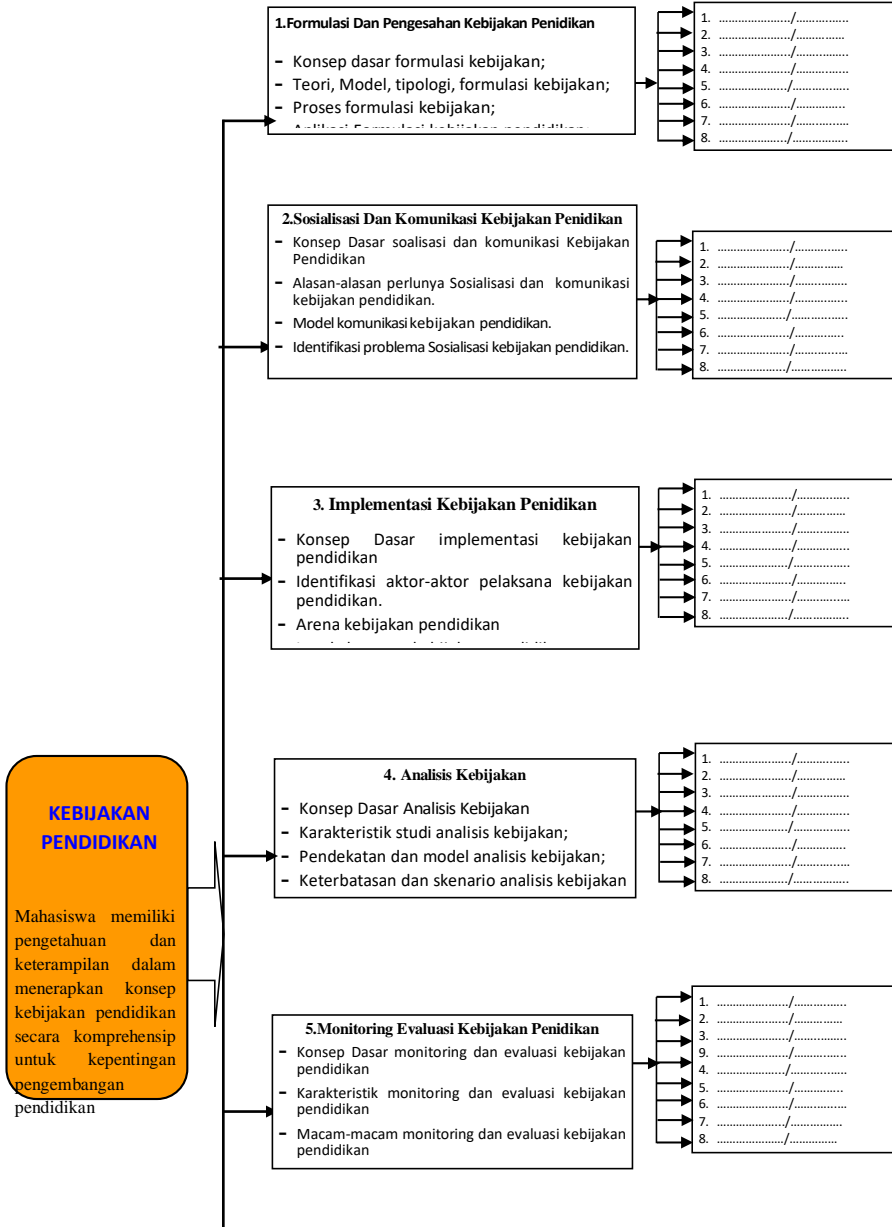 1.Formulasi Dan Pengesahan Kebijakan Penidikan
- Konsep dasar formulasi kebijakan;
- Teori, Model, tipologi, formulasi kebijakan;
- Proses formulasi kebijakan;
1. ...................../...............
2. ...................../..............
3. ...................../...............
4. ...................../...............
5. ...................../...............
6. ...................../..............
7. ...................../...............
8. ...................../...............
2.Sosialisasi Dan Komunikasi Kebijakan Penidikan
- Konsep Dasar soalisasi dan komunikasi Kebijakan
Pendidikan
- Alasan-alasan perlunya Sosialisasi dan komunikasi
kebijakan pendidikan.
- Model komunikasi kebijakan pendidikan.
- Identifikasi problema Sosialisasi kebijakan pendidikan.
1. ...................../...............
2. ...................../..............
3. ...................../...............
4. ...................../...............
5. ...................../...............
6. ...................../..............
7. ...................../...............
8. ...................../...............
3. Implementasi Kebijakan Penidikan
- Konsep Dasar implementasi kebijakan
pendidikan
- Identifikasi aktor-aktor pelaksana kebijakan
pendidikan.
- Arena kebijakan pendidikan
1. ...................../...............
2. ...................../..............
3. ...................../...............
4. ...................../...............
5. ...................../...............
6. ...................../..............
7. ...................../...............
8. ...................../...............
4. Analisis Kebijakan
- Konsep Dasar Analisis Kebijakan
- Karakteristik studi analisis kebijakan;
- Pendekatan dan model analisis kebijakan;
- Keterbatasan dan skenario analisis kebijakan
1. ...................../...............
2. ...................../..............
3. ...................../...............
4. ...................../...............
5. ...................../...............
6. ...................../..............
7. ...................../...............
8. ...................../...............
KEBIJAKAN
PENDIDIKAN
Mahasiswa memiliki
pengetahuan dan
keterampilan dalam
menerapkan konsep
kebijakan pendidikan
secara komprehensip
untuk kepentingan
pengembangan
pendidikan
5.Monitoring Evaluasi Kebijakan Penidikan
- Konsep Dasar monitoring dan evaluasi kebijakan
pendidikan
- Karakteristik monitoring dan evaluasi kebijakan
pendidikan
- Macam-macam monitoring dan evaluasi kebijakan
pendidikan
1. ...................../...............
2. ...................../..............
3. ...................../...............
9. ...................../...............
4. ...................../...............
5. ...................../..............
6. ...................../...............
7. ...................../..............
8. ..................../..............